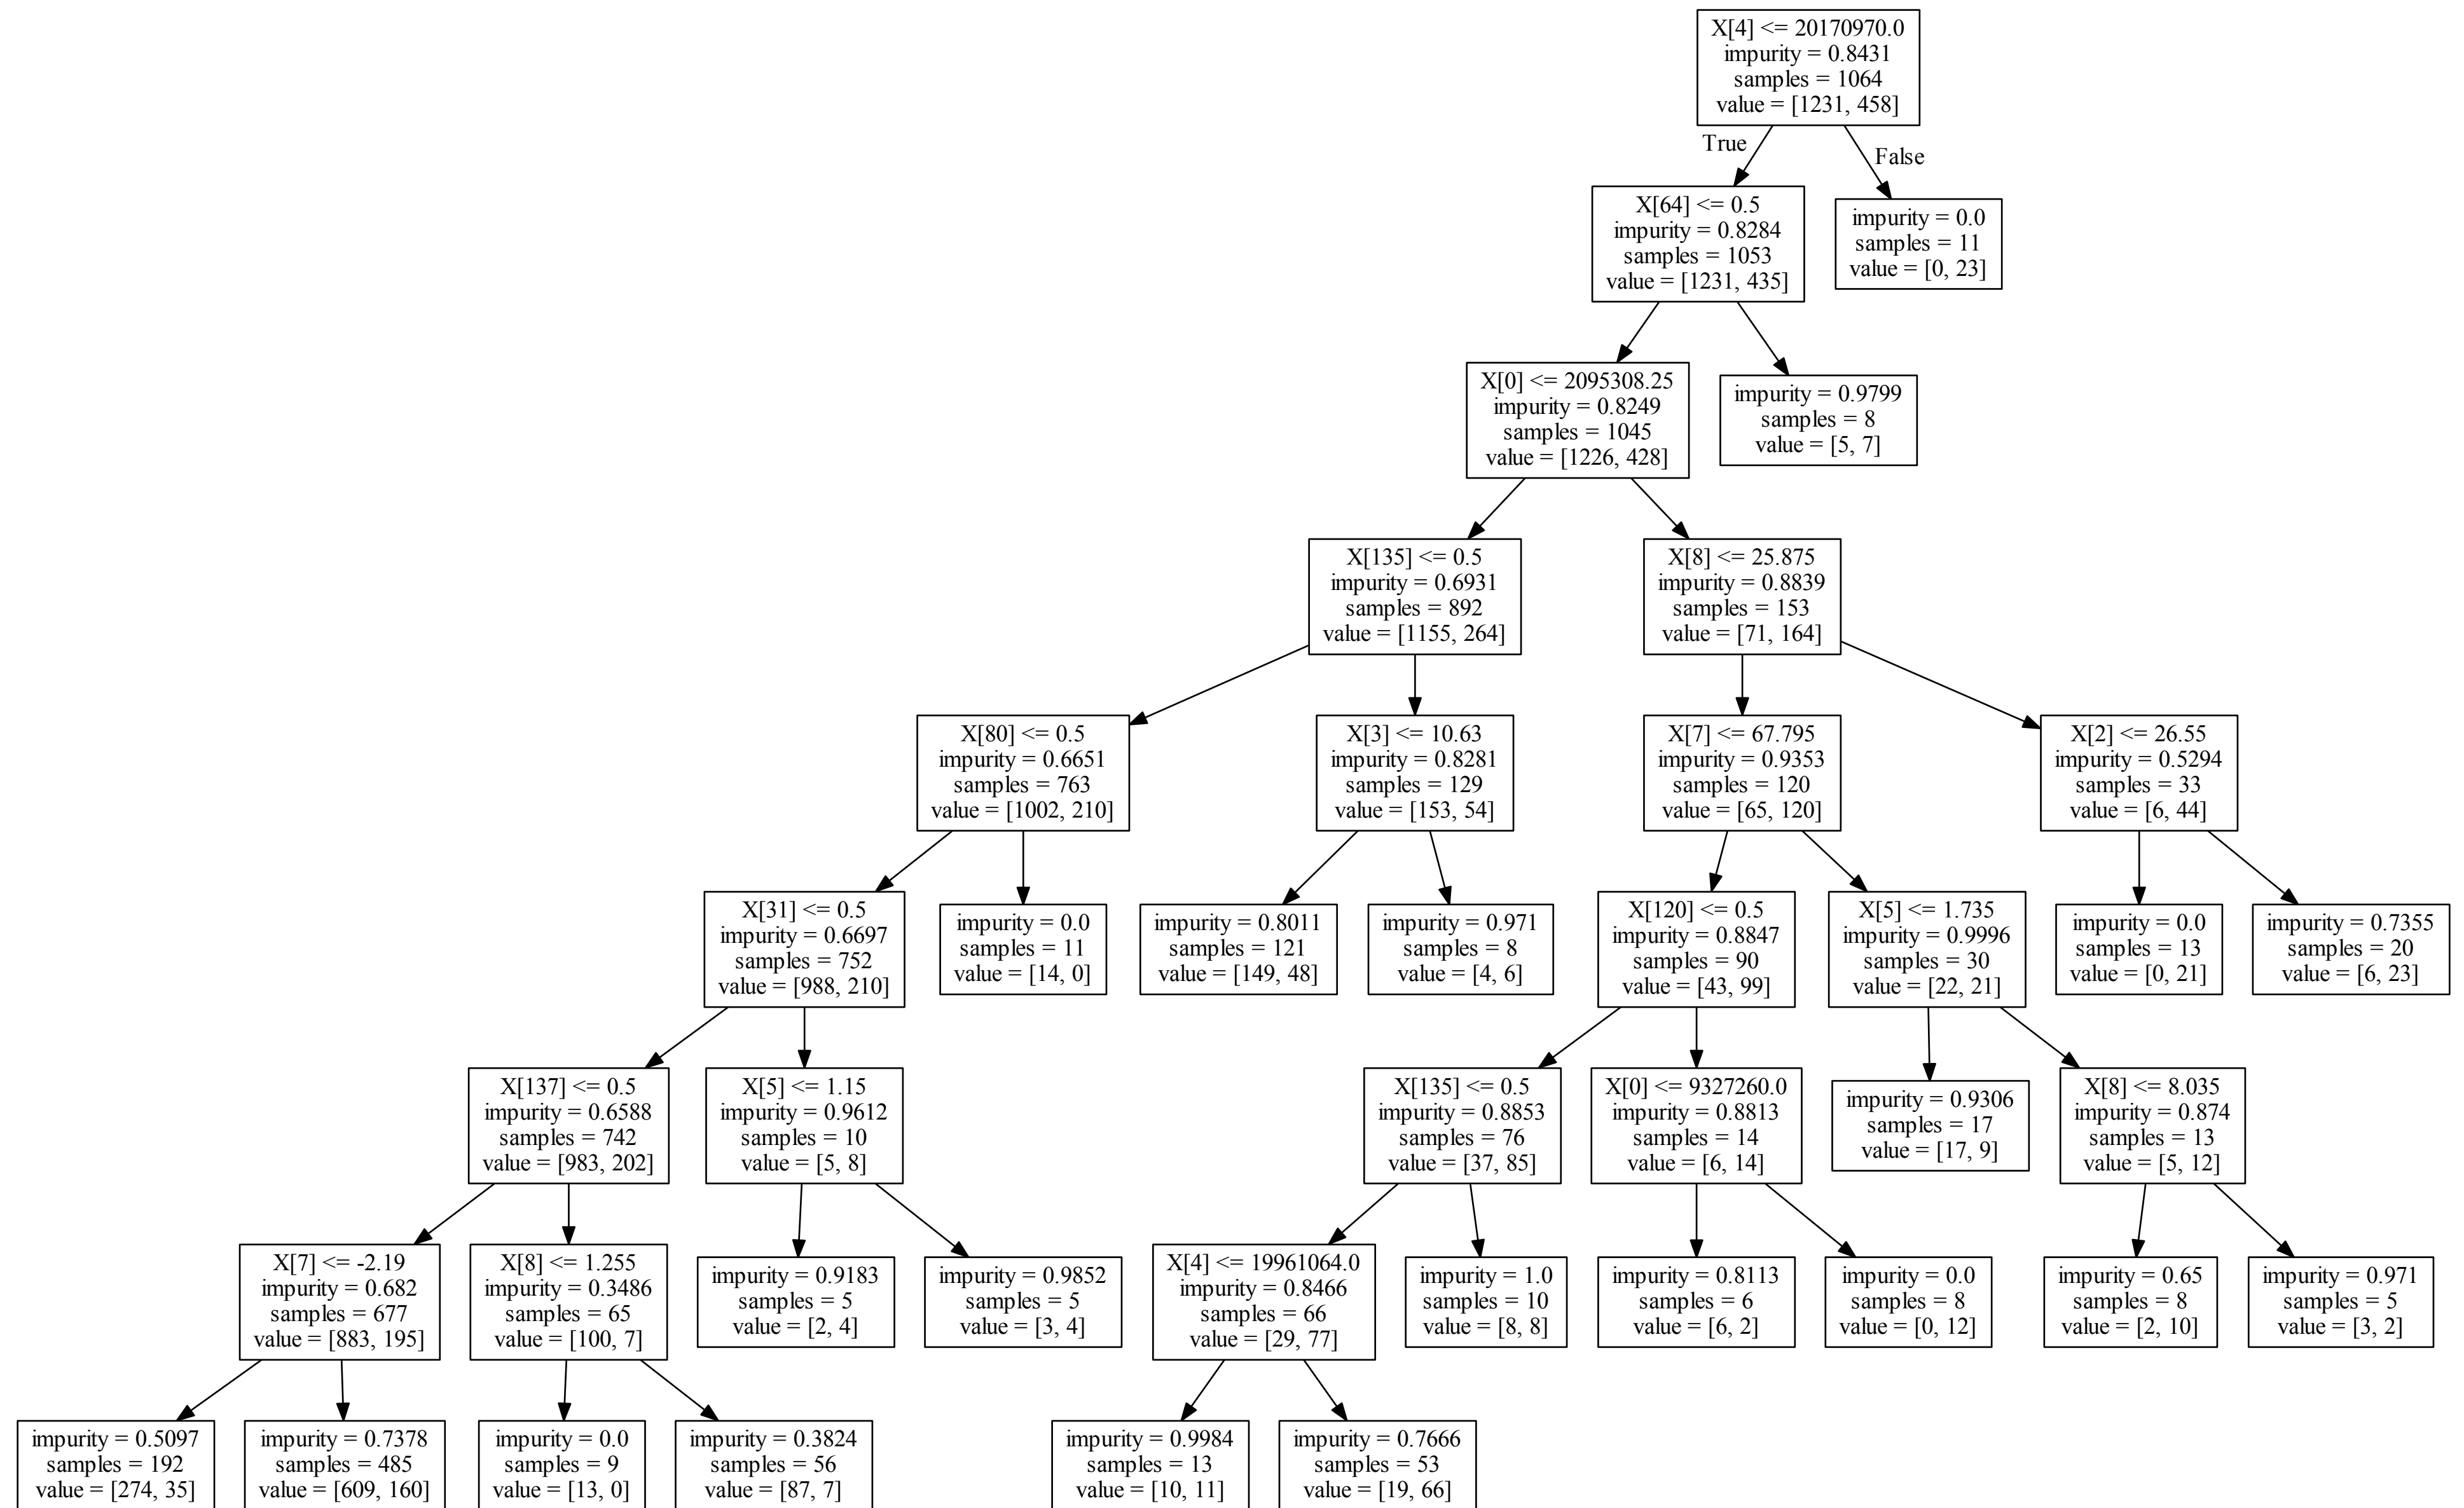 X[4] <= 20170970.0
impurity = 0.8431
samples = 1064
value = [1231, 458]
True
False
X[64] <= 0.5
impurity = 0.8284
samples = 1053
value = [1231, 435]
impurity = 0.0
samples = 11
value = [0, 23]
X[0] <= 2095308.25
impurity = 0.8249
samples = 1045
value = [1226, 428]
impurity = 0.9799
samples = 8
value = [5, 7]
X[135] <= 0.5
impurity = 0.6931
samples = 892
value = [1155, 264]
X[8] <= 25.875
impurity = 0.8839
samples = 153
value = [71, 164]
X[80] <= 0.5
impurity = 0.6651
samples = 763
value = [1002, 210]
X[3] <= 10.63
impurity = 0.8281
samples = 129
value = [153, 54]
X[7] <= 67.795
impurity = 0.9353
samples = 120
value = [65, 120]
X[2] <= 26.55
impurity = 0.5294
samples = 33
value = [6, 44]
X[31] <= 0.5
impurity = 0.6697
samples = 752
value = [988, 210]
impurity = 0.0
samples = 11
value = [14, 0]
impurity = 0.8011
samples = 121
value = [149, 48]
impurity = 0.971
samples = 8
value = [4, 6]
X[120] <= 0.5
impurity = 0.8847
samples = 90
value = [43, 99]
X[5] <= 1.735
impurity = 0.9996
samples = 30
value = [22, 21]
impurity = 0.0
samples = 13
value = [0, 21]
impurity = 0.7355
samples = 20
value = [6, 23]
X[137] <= 0.5
impurity = 0.6588
samples = 742
value = [983, 202]
X[5] <= 1.15
impurity = 0.9612
samples = 10
value = [5, 8]
X[135] <= 0.5
impurity = 0.8853
samples = 76
value = [37, 85]
X[0] <= 9327260.0
impurity = 0.8813
samples = 14
value = [6, 14]
impurity = 0.9306
samples = 17
value = [17, 9]
X[8] <= 8.035
impurity = 0.874
samples = 13
value = [5, 12]
X[7] <= -2.19
impurity = 0.682
samples = 677
value = [883, 195]
X[8] <= 1.255
impurity = 0.3486
samples = 65
value = [100, 7]
impurity = 0.9183
samples = 5
value = [2, 4]
impurity = 0.9852
samples = 5
value = [3, 4]
X[4] <= 19961064.0
impurity = 0.8466
samples = 66
value = [29, 77]
impurity = 1.0
samples = 10
value = [8, 8]
impurity = 0.8113
samples = 6
value = [6, 2]
impurity = 0.0
samples = 8
value = [0, 12]
impurity = 0.65
samples = 8
value = [2, 10]
impurity = 0.971
samples = 5
value = [3, 2]
impurity = 0.5097
samples = 192
value = [274, 35]
impurity = 0.7378
samples = 485
value = [609, 160]
impurity = 0.0
samples = 9
value = [13, 0]
impurity = 0.3824
samples = 56
value = [87, 7]
impurity = 0.9984
samples = 13
value = [10, 11]
impurity = 0.7666
samples = 53
value = [19, 66]